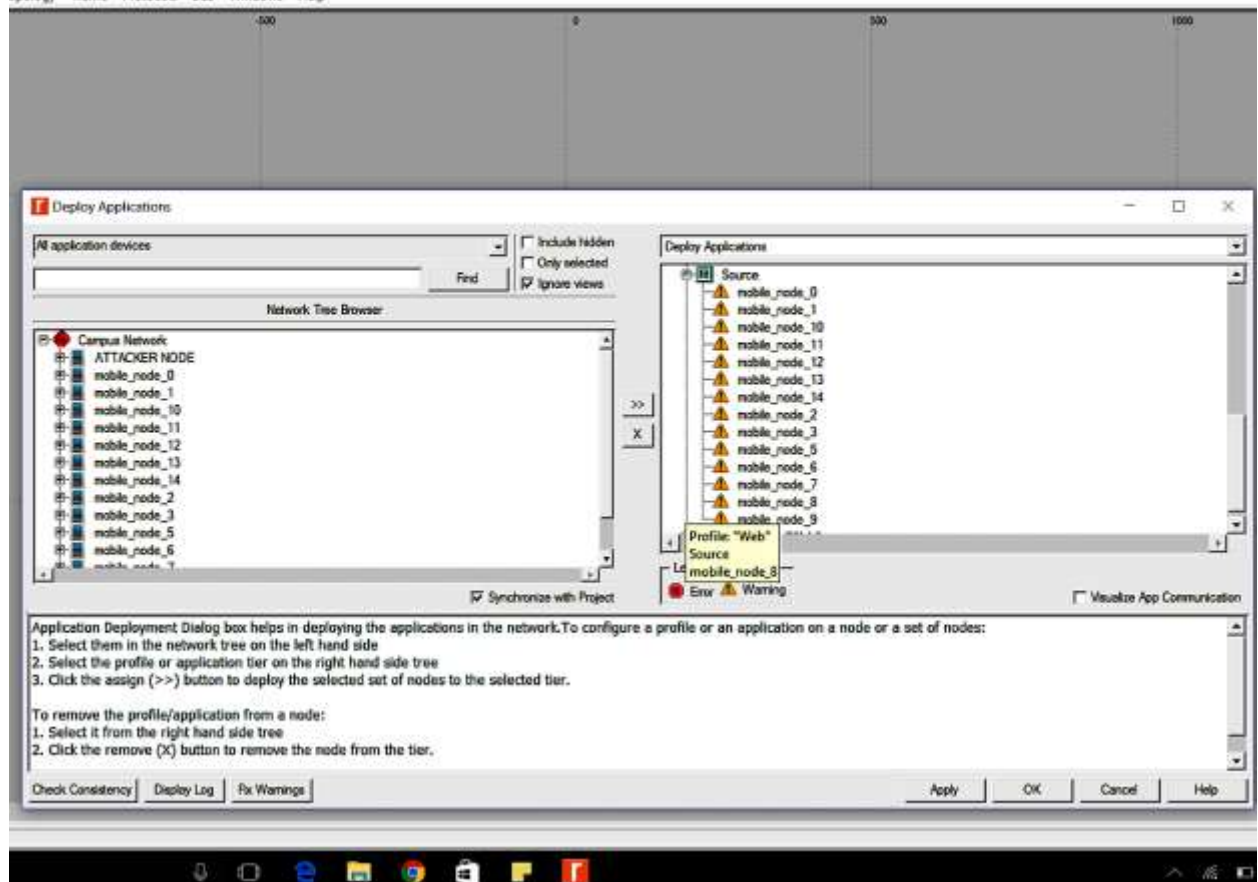 -500 0 500 1000
Deploy Applications
All application devices
Include hidden
Only selected
Ignore views
Find
Network Tree Browser
Campus Network
ATTACKER NODE
mobile_node_0
mobile_node_1
mobile_node_10
mobile_node_11
mobile_node_12
mobile_node_13
mobile_node_14
mobile_node_2
mobile_node_3
mobile_node_5
mobile_node_6
mobile_node_7
Synchronize with Project
>>
X
Deploy Applications
Source
mobile_node_0
mobile_node_1
mobile_node_10
mobile_node_11
mobile_node_12
mobile_node_13
mobile_node_14
mobile_node_2
mobile_node_3
mobile_node_5
mobile_node_6
mobile_node_7
mobile_node_8
mobile_node_9
Profile: "Web"
Source
mobile_node_8
Error Warning
Visualize App Communication
Application Deployment Dialog box helps in deploying the applications in the network.To configure a profile or an application on a node or a set of nodes:
1. Select them in the network tree on the left hand side
2. Select the profile or application tier on the right hand side tree
3. Click the assign (>>) button to deploy the selected set of nodes to the selected tier.
To remove the profile/application from a node:
1. Select it from the right hand side tree
2. Click the remove (X) button to remove the node from the tier.
Check Consistency Display Log Fix Warnings Apply OK Cancel Help